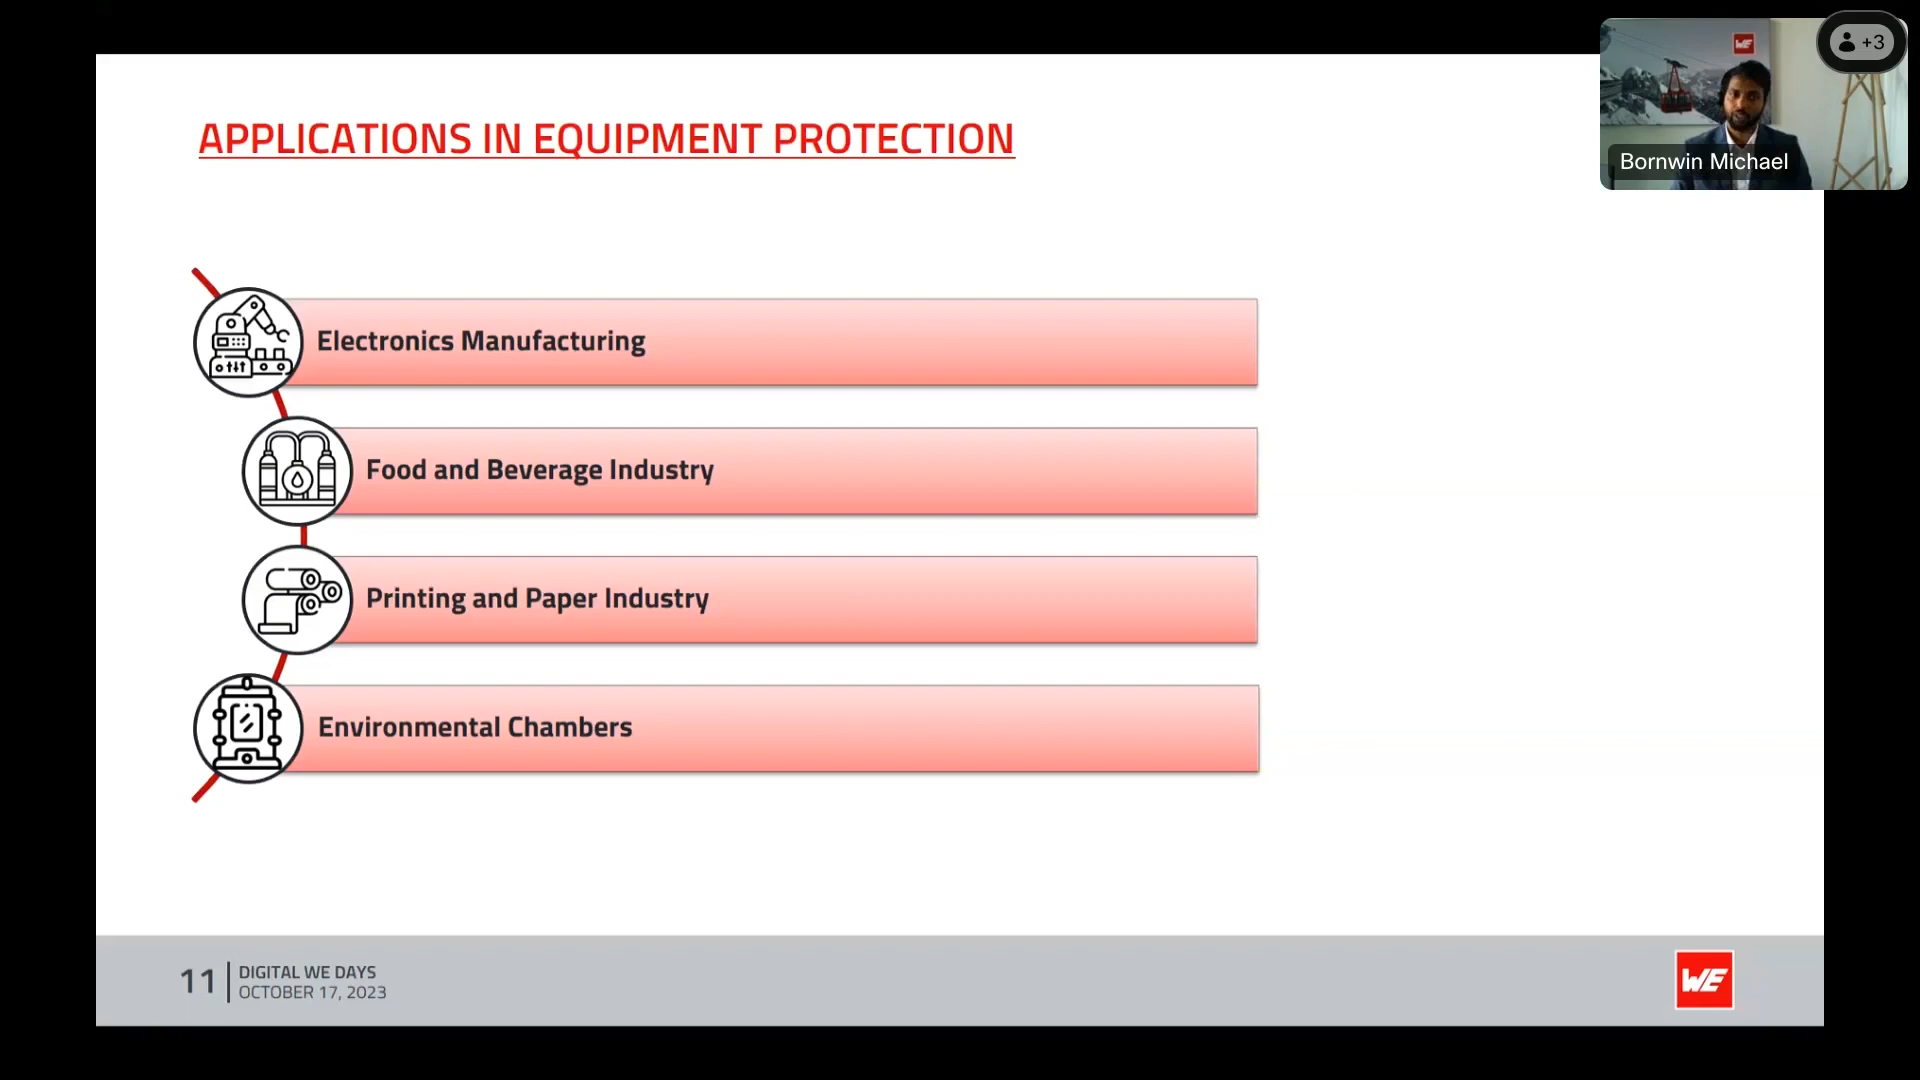 APPLICATIONS IN EQUIPMENT PROTECTION
WE
+3
Bornwin Michael
Electronics Manufacturing
Food and Beverage Industry
Printing and Paper Industry
Environmental Chambers
11
DIGITAL WE DAYS
OCTOBER 17, 2023
WE